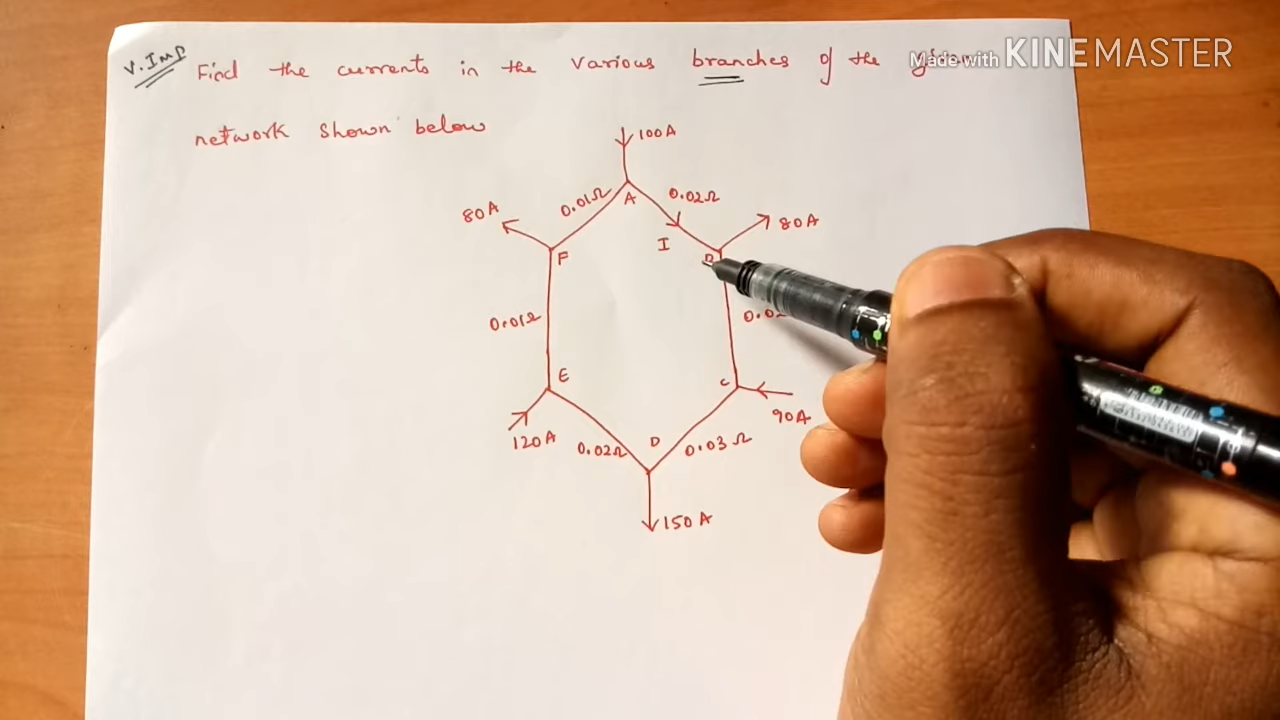 Made with KINEMASTER
V. Imp
Find the currents in the various branches of the
network shown below
100A
0.01Ω
A
0.02Ω
80A
80A
I
F
B
0.01Ω
E
C
90A
120A
0.02Ω
D
0.03Ω
150A